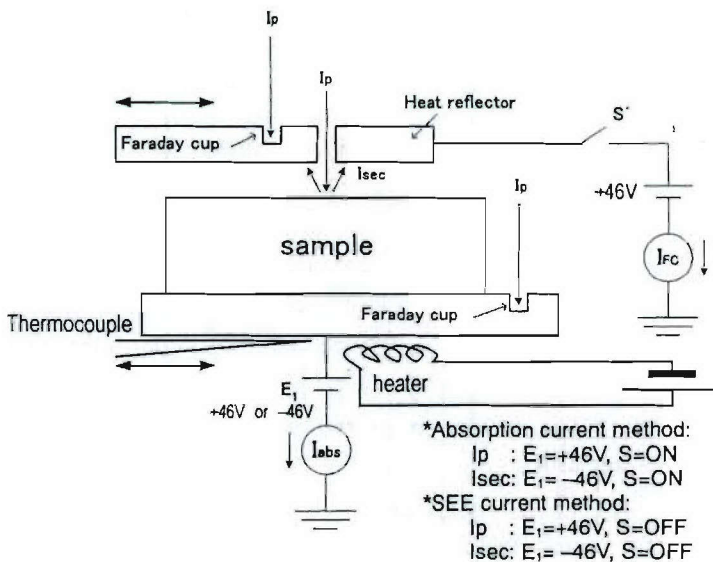 Ip
Ip
Heat reflector
S
Faraday cup
Isec
Ip
+46V
sample
IFC
Faraday cup
Thermocouple
E1
heater
+46V or −46V
Iabs
*Absorption current method:
Ip : E1=+46V, S=ON
Isec: E1= −46V, S=ON
*SEE current method:
Ip : E1=+46V, S=OFF
Isec: E1= −46V, S=OFF